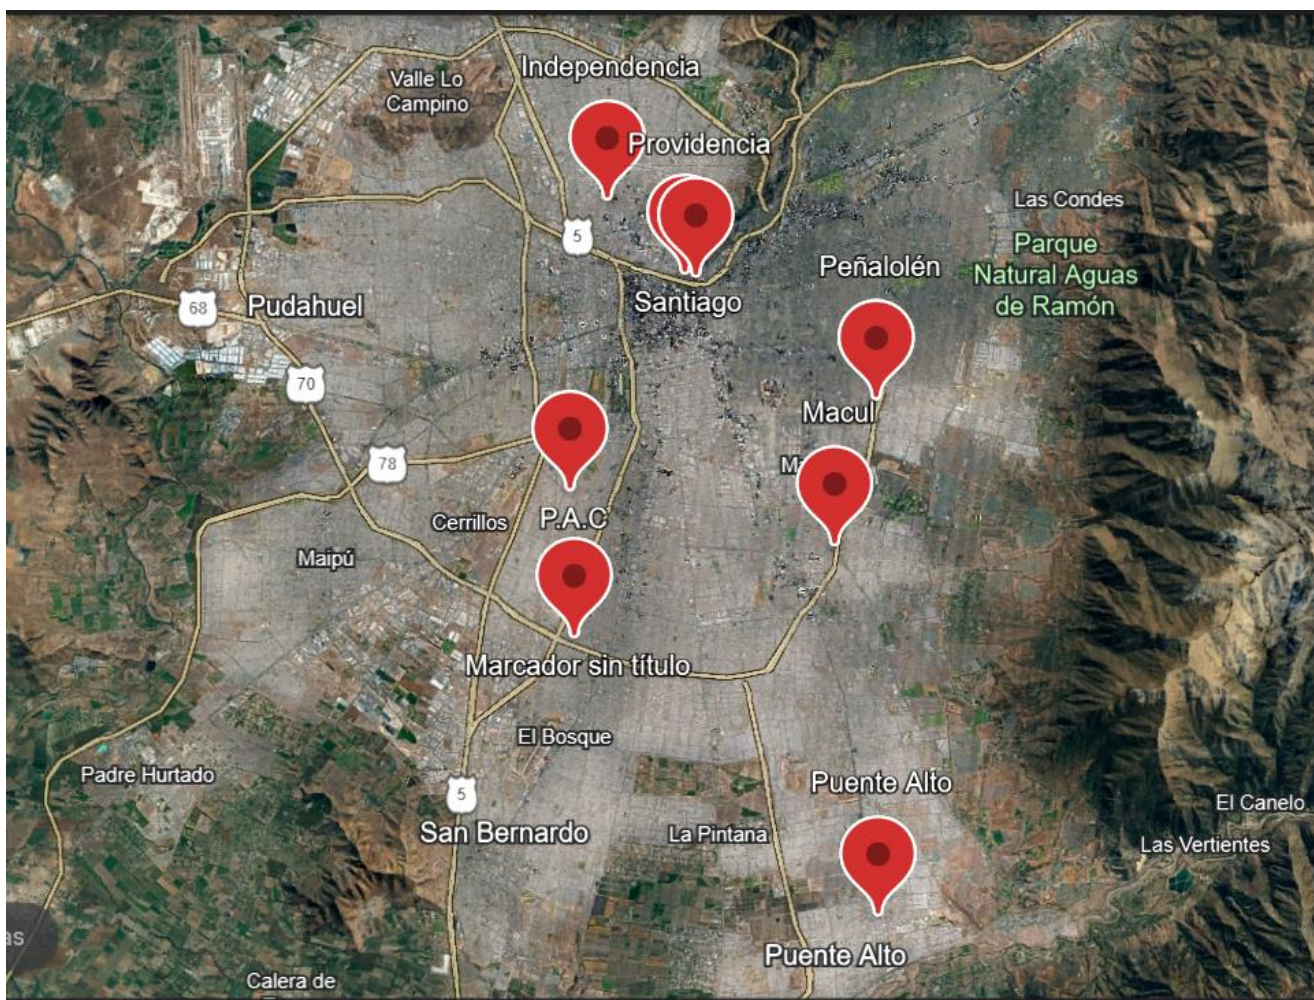 Independencia
Valle Lo
Campino
Providencia
Las Condes
5
Parque
Natural Aguas
de Ramón
Peñalolén
68
Pudahuel
Santiago
70
Macul
78
Cerrillos
P.A.C
Maipú
Marcador sin título
El Bosque
Padre Hurtado
5
Puente Alto
El Canelo
San Bernardo
La Pintana
Las Vertientes
as
Puente Alto
Calera de